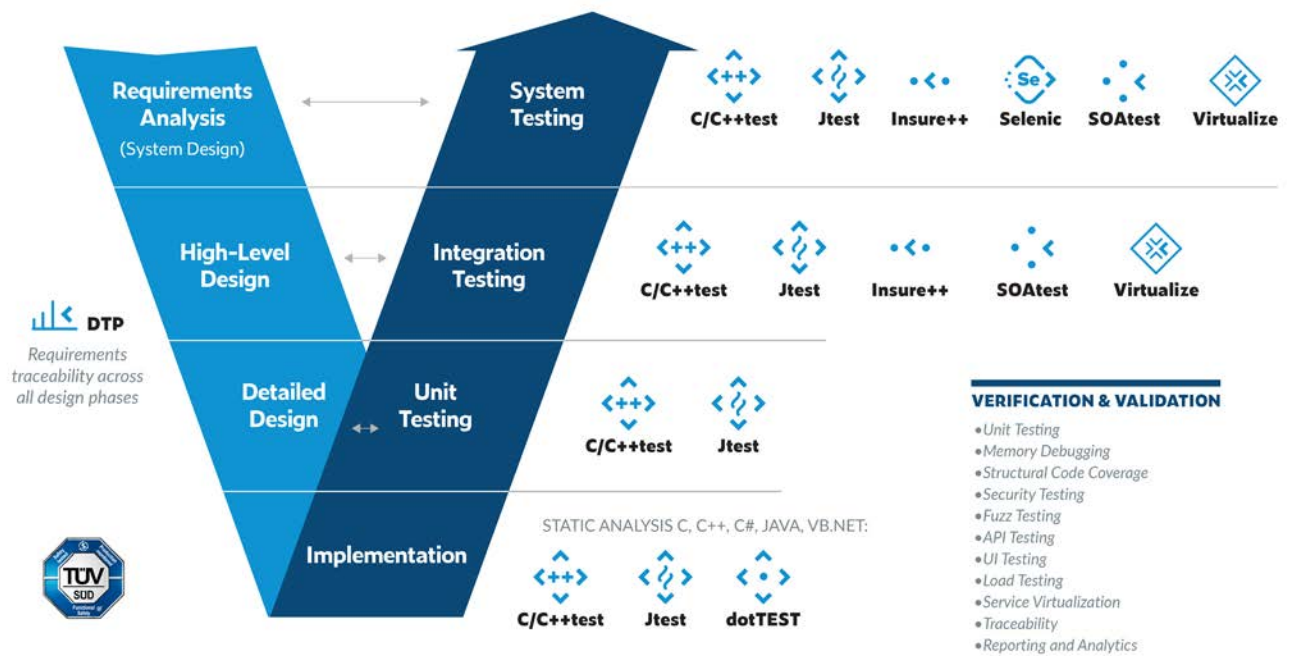 Requirements
Analysis
(System Design)
System
Testing
C/C++test
Jtest
Insure++
Se
Selenic
SOAtest
Virtualize
High-Level
Design
Integration
Testing
C/C++test
Jtest
Insure++
SOAtest
Virtualize
DTP
Requirements
traceability across
all design phases
Detailed
Design
Unit
Testing
C/C++test
Jtest
VERIFICATION & VALIDATION
•Unit Testing
•Memory Debugging
•Structural Code Coverage
•Security Testing
•Fuzz Testing
•API Testing
•UI Testing
•Load Testing
•Service Virtualization
•Traceability
•Reporting and Analytics
Implementation
STATIC ANALYSIS C, C++, C#, JAVA, VB.NET:
C/C++test
Jtest
dotTEST
TÜV
SÜD
Functional
Safety